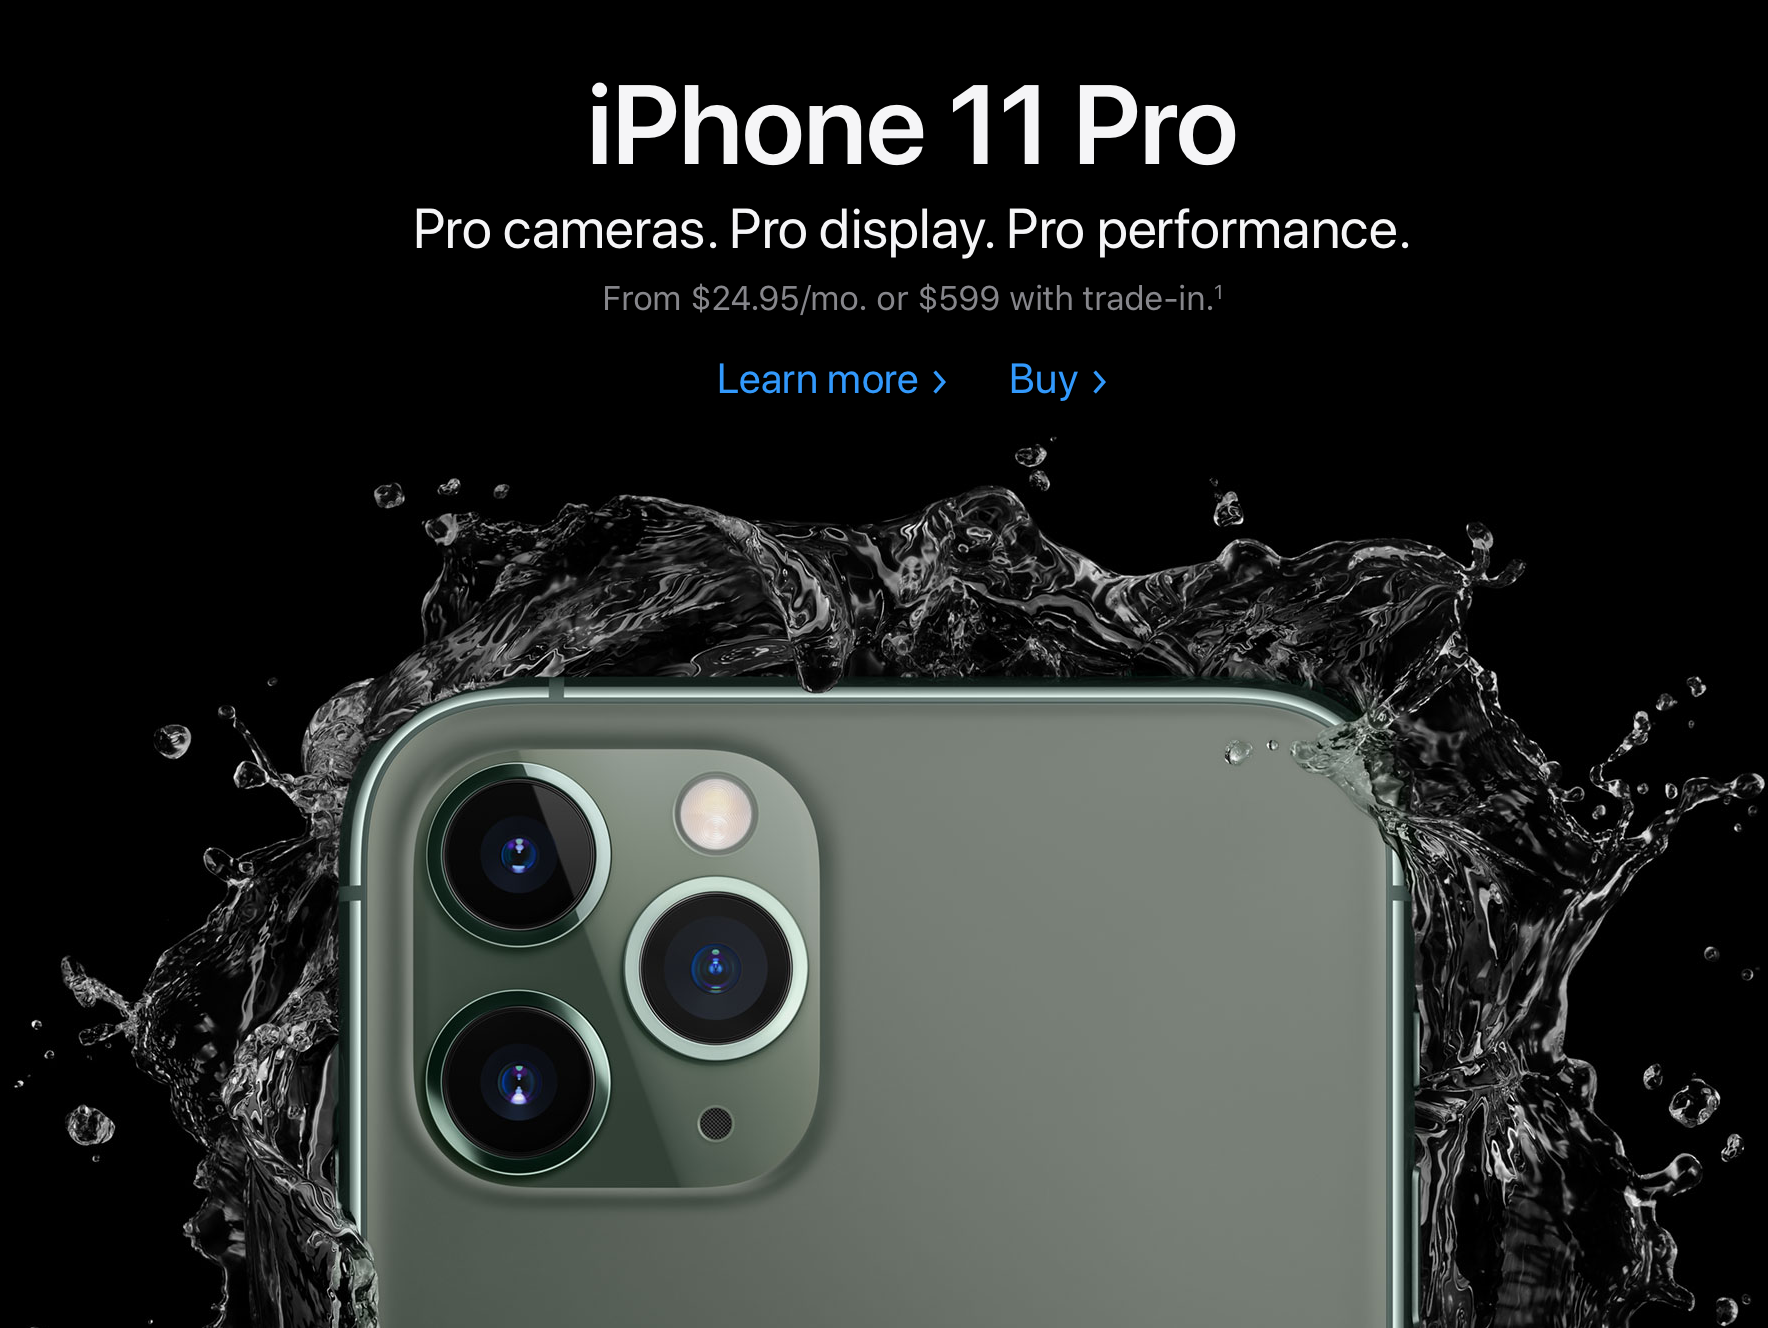 iPhone 11 Pro
Pro cameras. Pro display. Pro performance.
From $24.95/mo. or $599 with trade-in.¹
Learn more › Buy ›